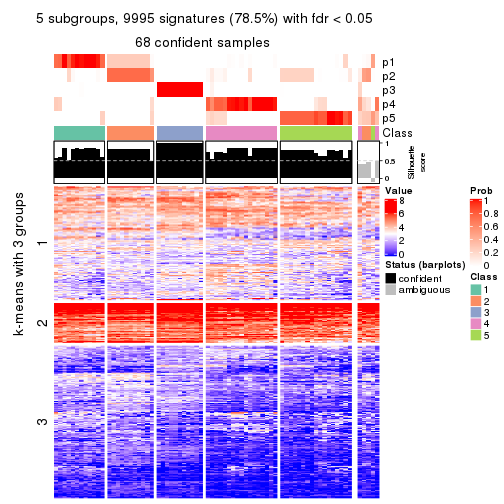 5 subgroups, 9995 signatures (78.5%) with fdr < 0.05
68 confident samples
p1
p2
p3
p4
p5
Class
1
0.5
0
Silhouette
score
k-means with 3 groups
1
2
3
Value
8
6
4
2
0
Status (barplots)
confident
ambiguous
Prob
1
0.8
0.6
0.4
0.2
0
Class
1
2
3
4
5